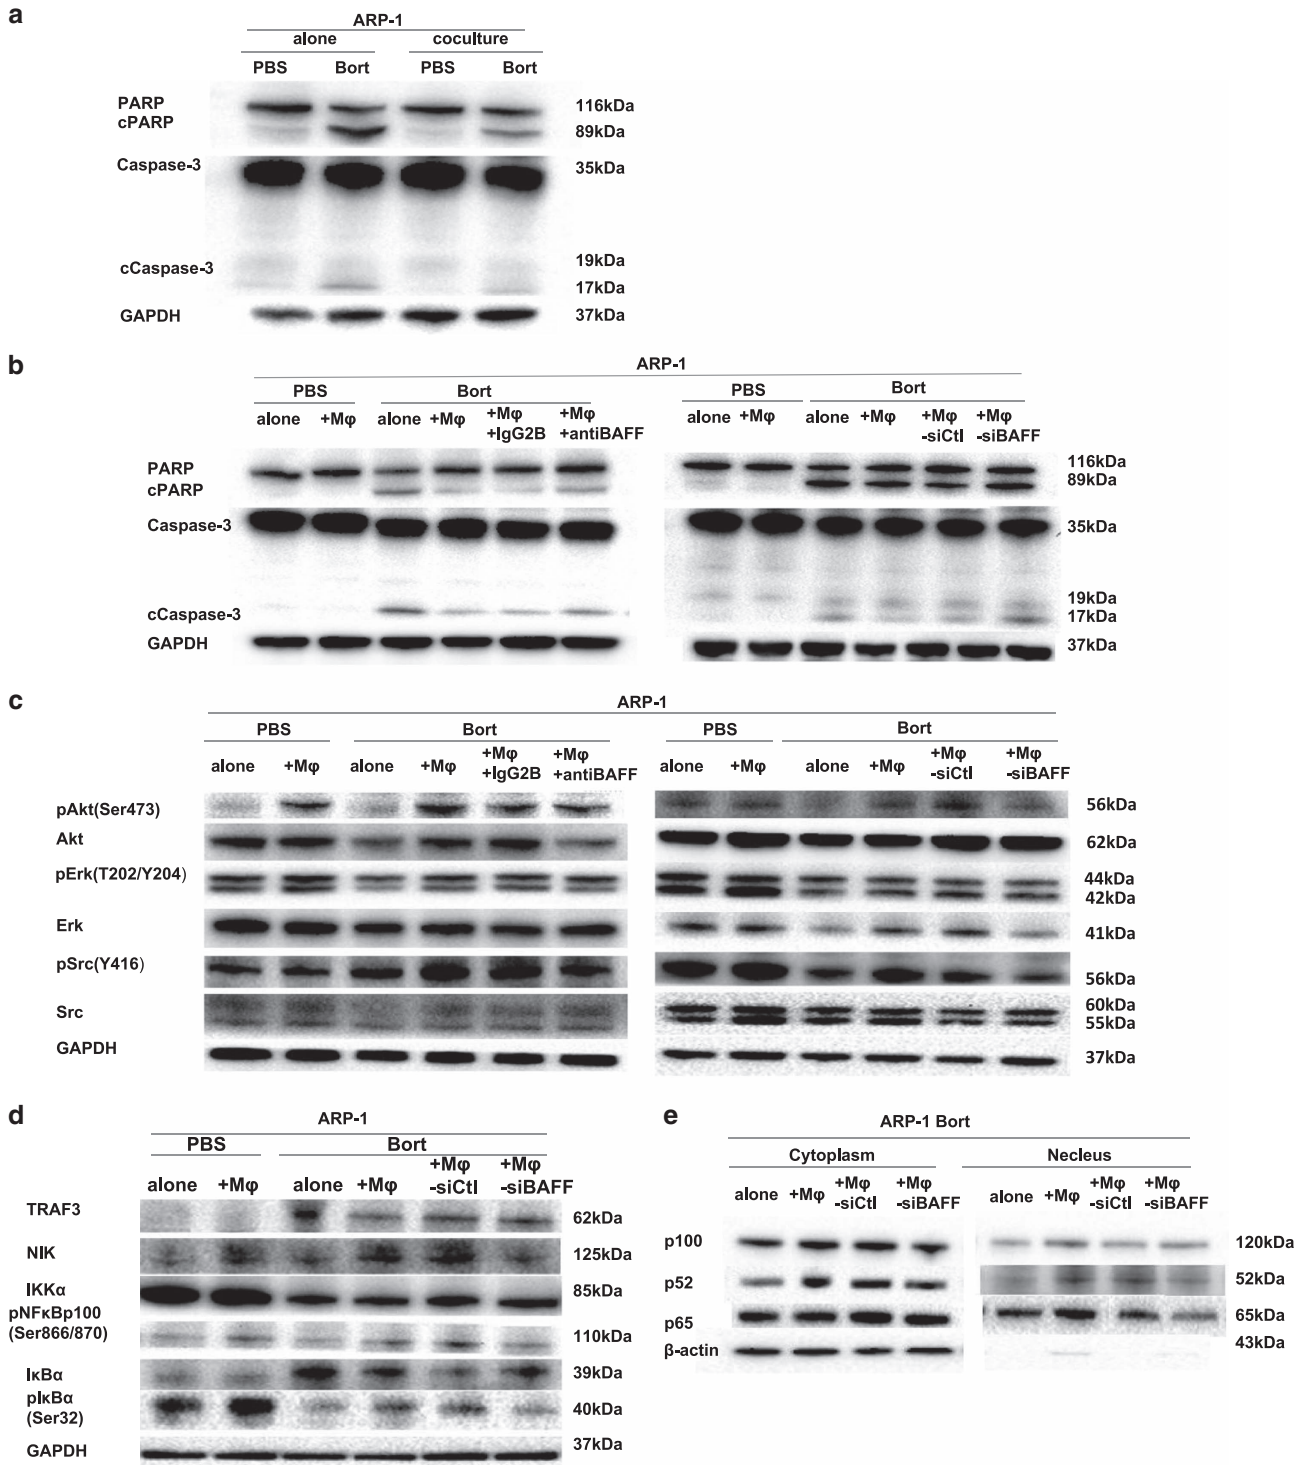 a
ARP-1
alone coculture
PBS Bort PBS Bort
PARP 116kDa
cPARP 89kDa
Caspase-3 35kDa
19kDa
cCaspase-3
17kDa
GAPDH 37kDa
b
ARP-1
PBS Bort PBS Bort
alone +Mφ alone +Mφ +Mφ +IgG2B +Mφ +antiBAFF alone +Mφ alone +Mφ +Mφ -siCtl +Mφ -siBAFF
PARP 116kDa
cPARP 89kDa
Caspase-3 35kDa
19kDa
cCaspase-3 17kDa
GAPDH 37kDa
c
ARP-1
PBS Bort PBS Bort
alone +Mφ alone +Mφ +Mφ +IgG2B +Mφ +antiBAFF alone +Mφ alone +Mφ +Mφ -siCtl +Mφ -siBAFF
pAkt(Ser473) 56kDa
Akt 62kDa
pErk(T202/Y204) 44kDa
42kDa
Erk 41kDa
pSrc(Y416) 56kDa
Src 60kDa
55kDa
GAPDH 37kDa
d
ARP-1
PBS Bort
alone +Mφ alone +Mφ +Mφ -siCtl +Mφ -siBAFF
TRAF3 62kDa
NIK 125kDa
IKKα 85kDa
pNFκBp100
(Ser866/870) 110kDa
IκBα 39kDa
pIκBα
(Ser32) 40kDa
GAPDH 37kDa
e
ARP-1 Bort
Cytoplasm Necleus
alone +Mφ +Mφ -siCtl +Mφ -siBAFF alone +Mφ +Mφ -siCtl +Mφ -siBAFF
p100 120kDa
p52 52kDa
p65 65kDa
β-actin 43kDa